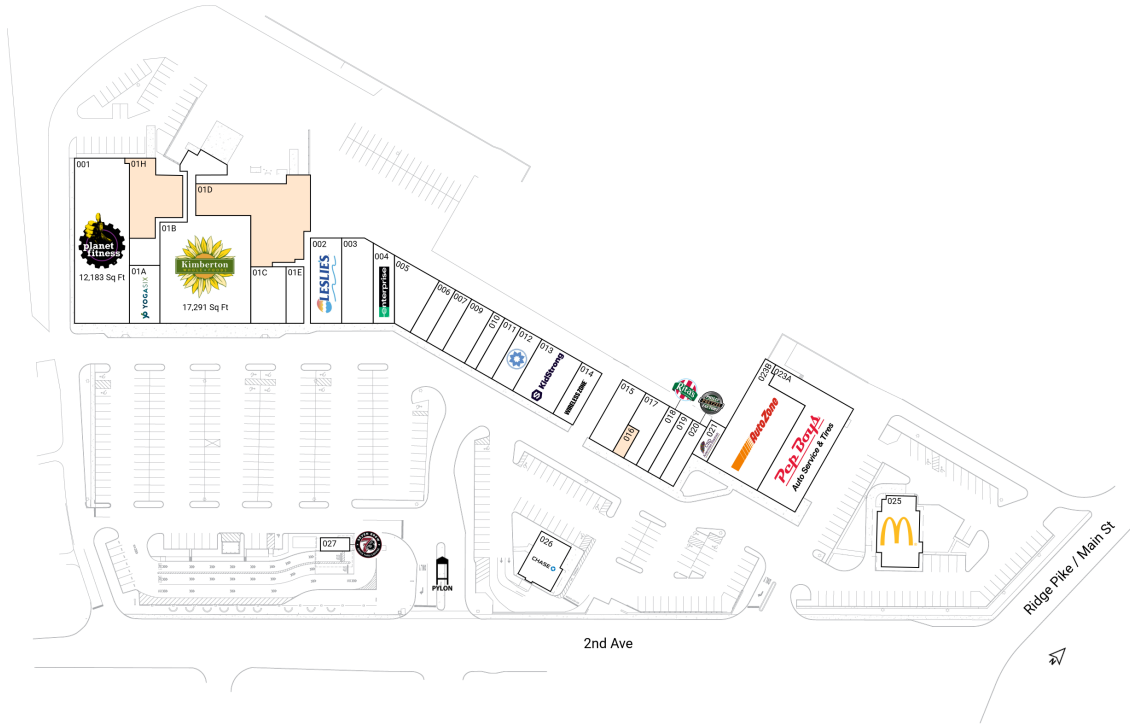 001
01H
01D
01B
planet
fitness
12,183 Sq Ft
01A
YOGASIX
Kimberton
17,291 Sq Ft
01C
01E
002
LESLIE'S
003
004
enterprise
005
006
007
009
010
011
012
013
KidStrong
014
WIRELESS ZONE
015
016
017
018
019
020
021
Rita's
023B
023A
AutoZone
Pep Boys
Auto Service & Tires
025
026
CHASE
027
PYLON
2nd Ave
Ridge Pike / Main St